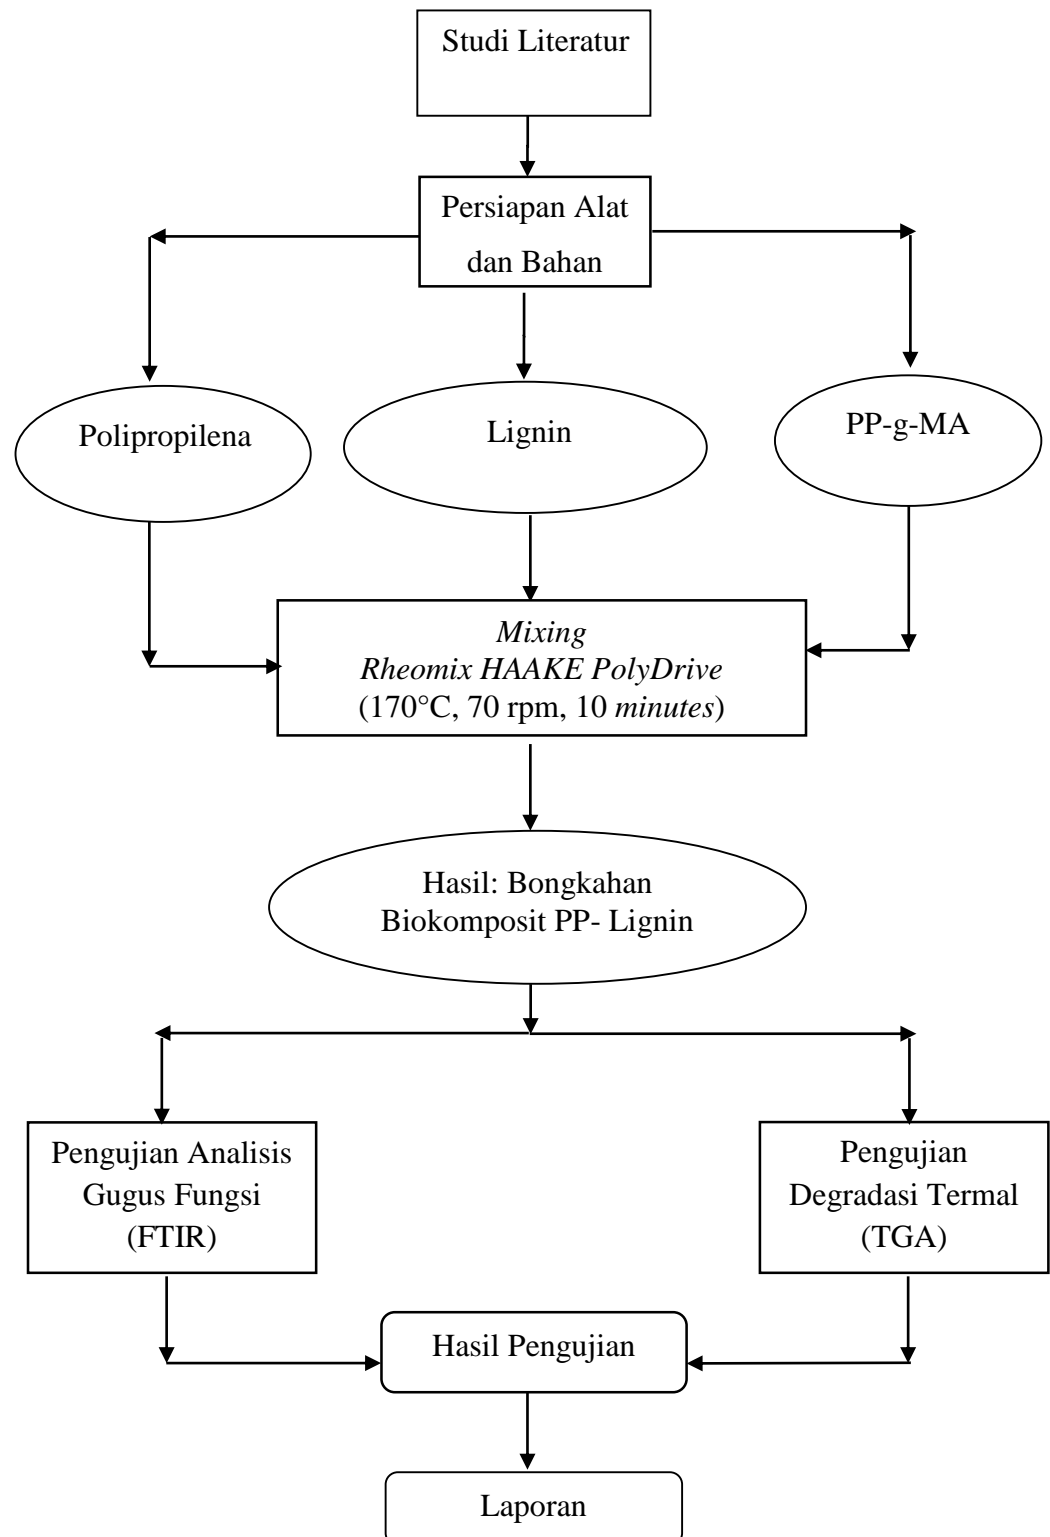 Studi Literatur
Persiapan Alat
dan Bahan
Polipropilena
Lignin
PP-g-MA
Mixing
Rheomix HAAKE PolyDrive
(170°C, 70 rpm, 10 minutes)
Hasil: Bongkahan
Biokomposit PP- Lignin
Pengujian Analisis
Gugus Fungsi
(FTIR)
Pengujian
Degradasi Termal
(TGA)
Hasil Pengujian
Laporan